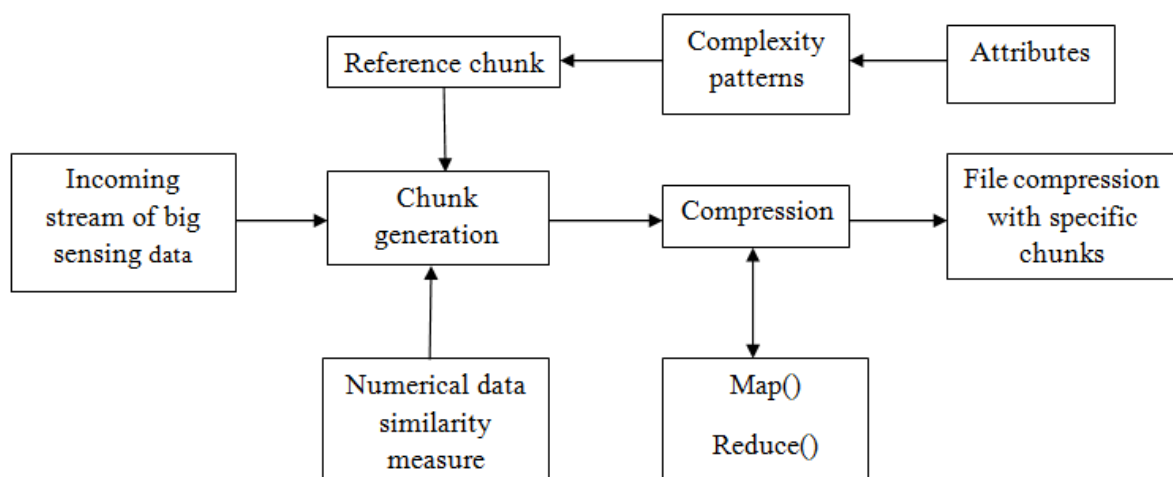 Reference chunk
Complexity
patterns
Attributes
Incoming
stream of big
sensing data
Chunk
generation
Compression
File compression
with specific
chunks
Numerical data
similarity
measure
Map()
Reduce()